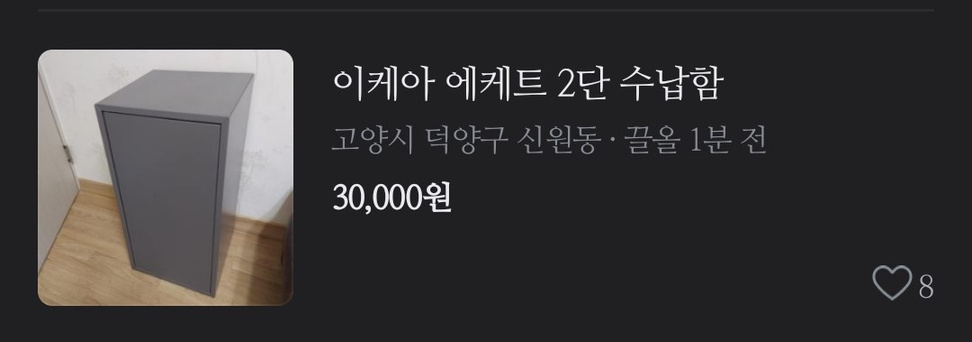 이케아 에케트 2단 수납함
고양시 덕양구 신원동 · 끌올 1분 전
30,000원
8